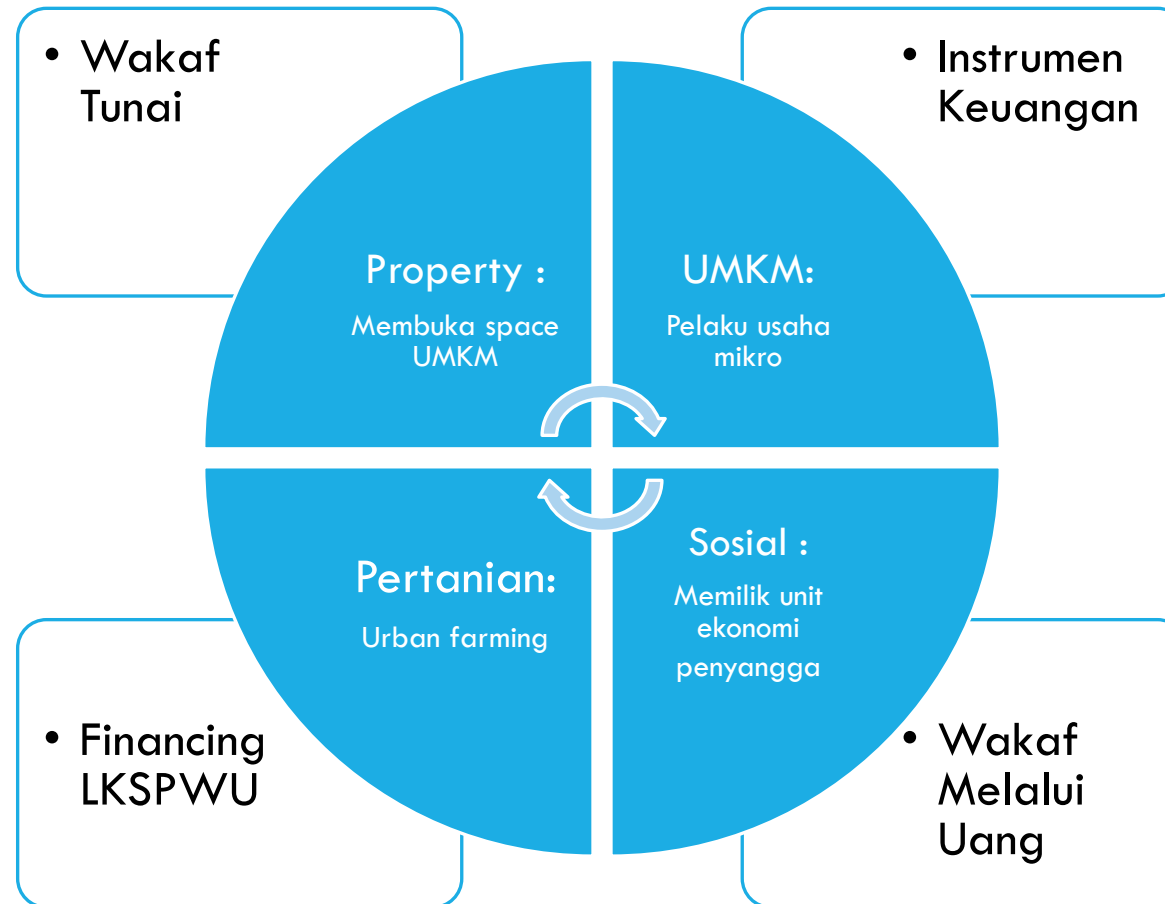 • Wakaf
Tunai
• Instrumen
Keuangan
Property :
Membuka space
UMKM
UMKM:
Pelaku usaha
mikro
Pertanian:
Urban farming
Sosial :
Memilik unit
ekonomi
penyangga
• Financing
LKSPWU
• Wakaf
Melalui
Uang